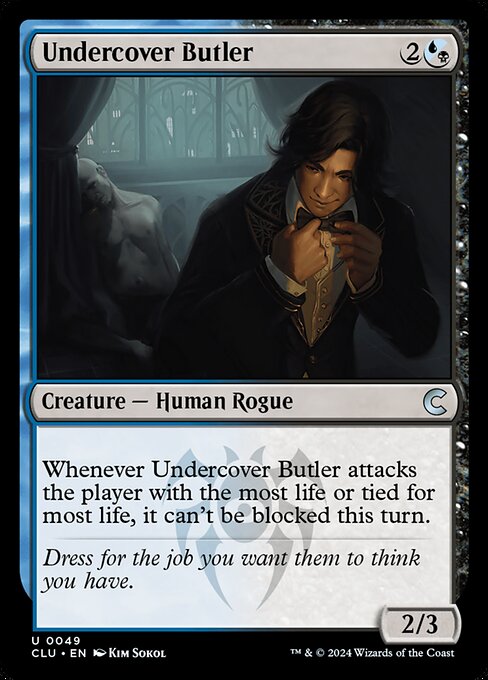 Undercover Butler 2
Creature — Human Rogue
Whenever Undercover Butler attacks
the player with the most life or tied for
most life, it can't be blocked this turn.
Dress for the job you want them to think
you have.
2/3
U 0049
CLU • EN Kim Sokol
™ & © 2024 Wizards of the Coast